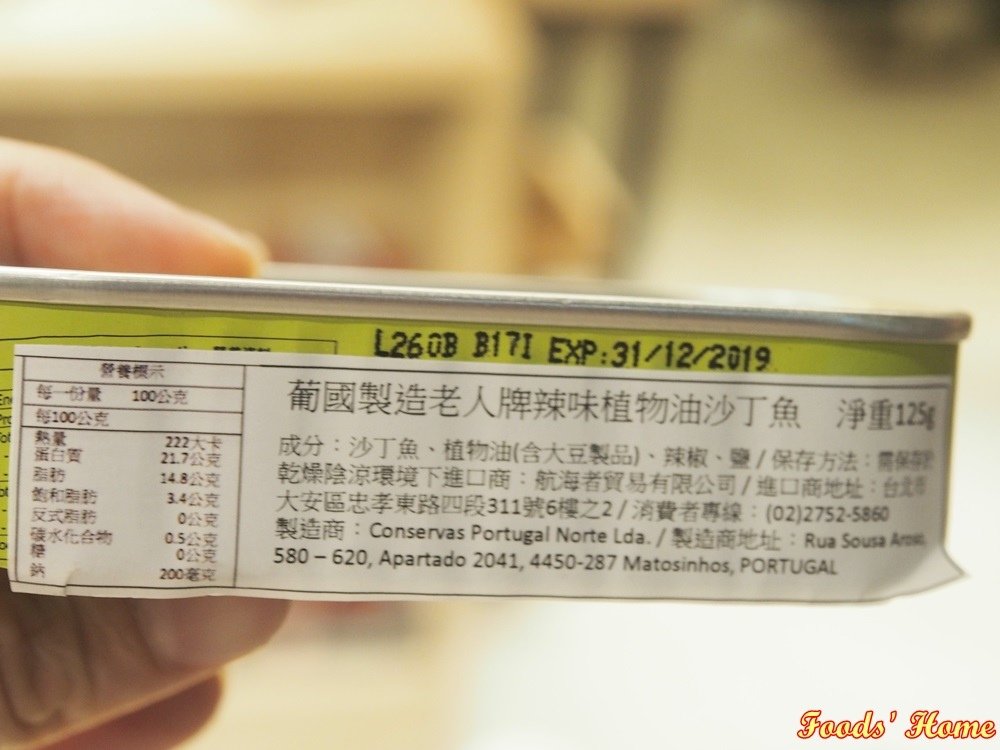 L260B B17I EXP:31/12/2019
營養標示
每一份量 100公克
每100公克
熱量 222大卡
蛋白質 21.7公克
脂肪 14.8公克
飽和脂肪 3.4公克
反式脂肪 0公克
碳水化合物 0.5公克
糖 0公克
鈉 200毫克
葡國製造老人牌辣味植物油沙丁魚 淨重125g
成分：沙丁魚、植物油(含大豆製品)、辣椒、鹽 / 保存方法：需保存於
乾燥陰涼環境下進口商：航海者貿易有限公司 / 進口商地址：台北市
大安區忠孝東路四段311號6樓之2 / 消費者專線：(02)2752-5860
製造商：Conservas Portugal Norte Lda. / 製造商地址：Rua Sousa Aroso,
580 – 620, Apartado 2041, 4450-287 Matosinhos, PORTUGAL
Foods' Home